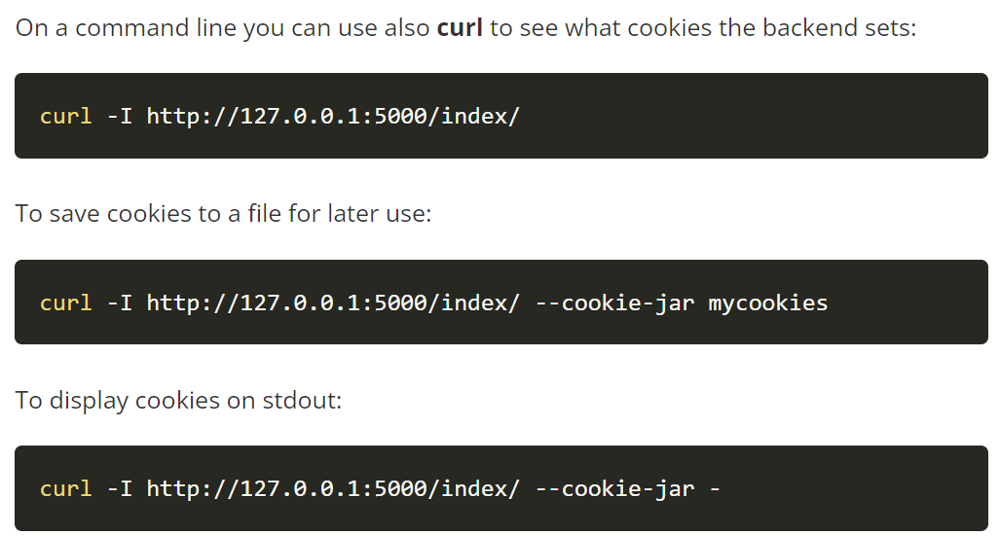 On a command line you can use also curl to see what cookies the backend sets:
curl -I http://127.0.0.1:5000/index/
To save cookies to a file for later use:
curl -I http://127.0.0.1:5000/index/ --cookie-jar mycookies
To display cookies on stdout:
curl -I http://127.0.0.1:5000/index/ --cookie-jar -